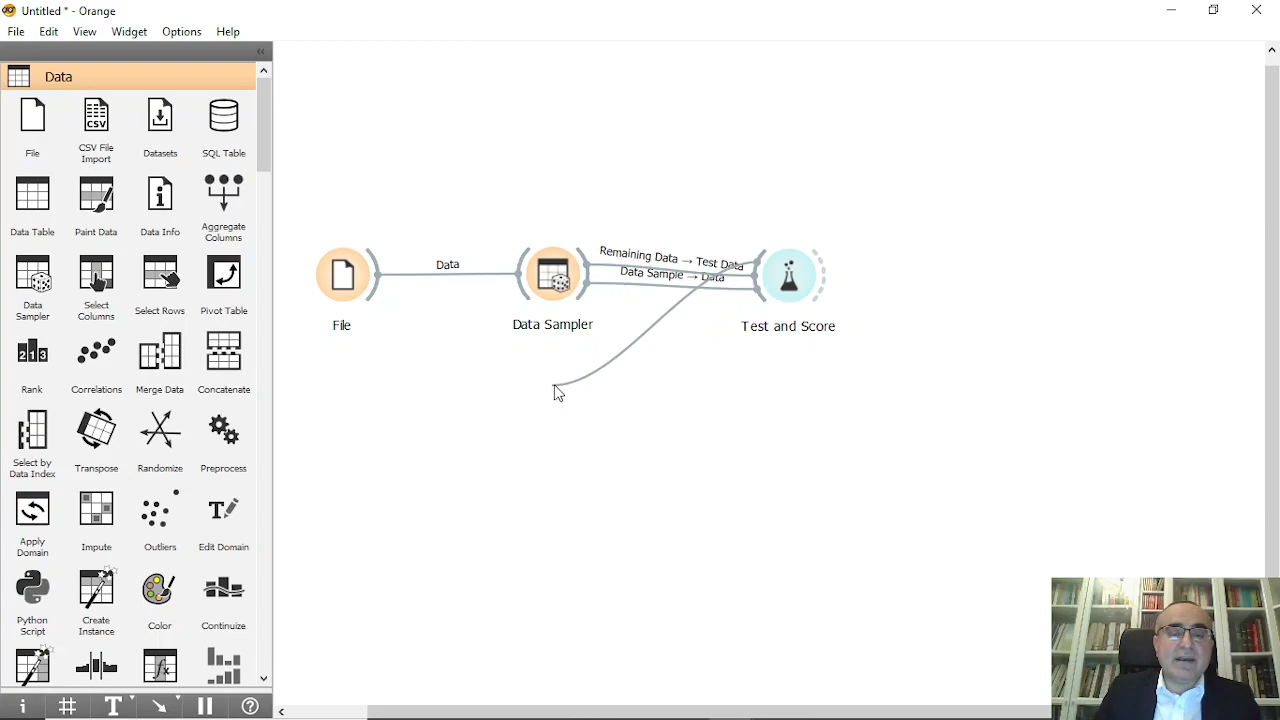 Untitled * - Orange
File Edit View Widget Options Help
Data
File CSV File Import Datasets SQL Table
Data Table Paint Data Data Info Aggregate Columns
Data Sampler Select Columns Select Rows Pivot Table
Rank Correlations Merge Data Concatenate
Select by Data Index Transpose Randomize Preprocess
Apply Domain Impute Outliers Edit Domain
Python Script Create Instance Color Continuize
Data
Remaining Data → Test Data
Data Sample → Data
File
Data Sampler
Test and Score